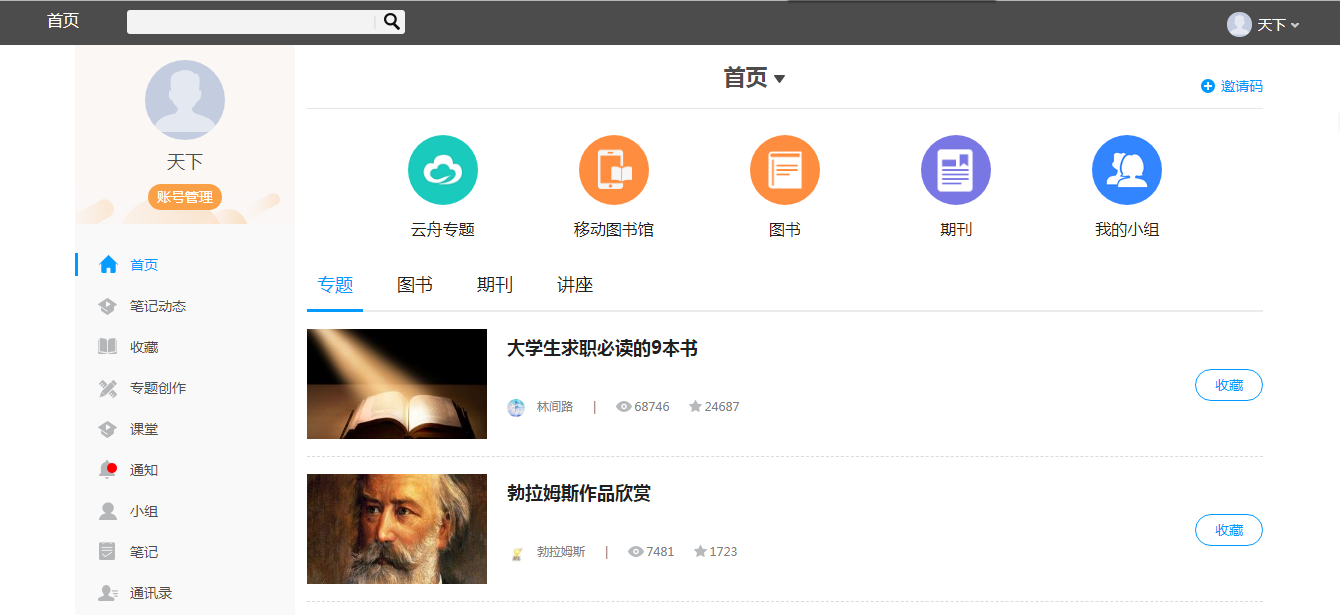 首页
天下
天下
账号管理
首页
笔记动态
收藏
专题创作
课堂
通知
小组
笔记
通讯录
首页
邀请码
云舟专题
移动图书馆
图书
期刊
我的小组
专题
图书
期刊
讲座
大学生求职必读的9本书
林间路 | 68746 24687
收藏
勃拉姆斯作品欣赏
勃拉姆斯 | 7481 1723
收藏